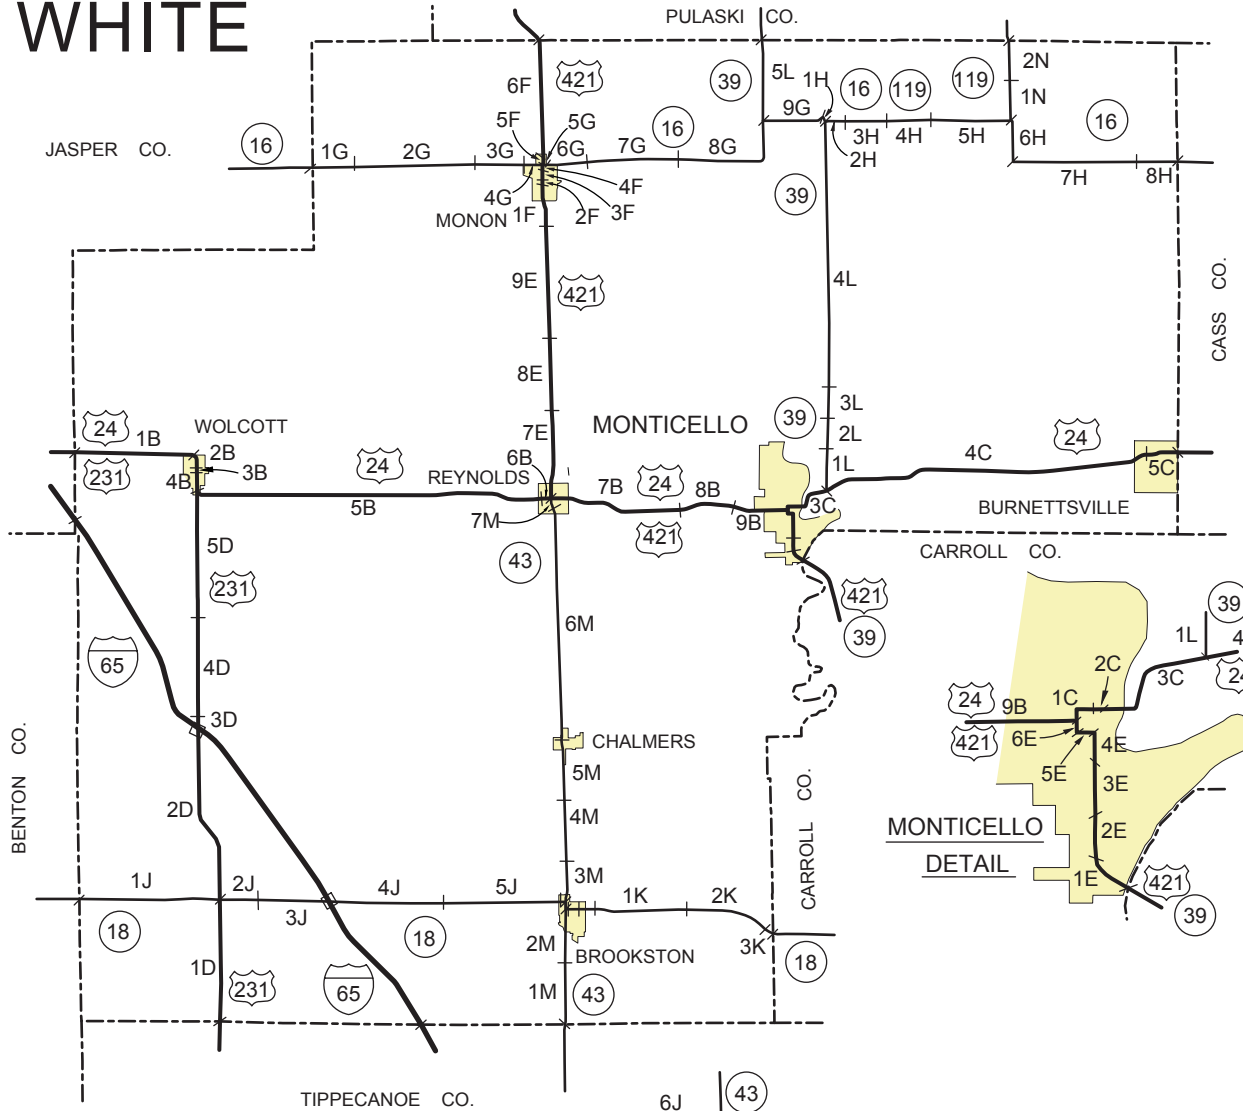 WHITE
PULASKI CO.
421
39
5L
1H
16
119
119
2N
6F
9G
1N
16
5F
5G
16
3H
4H
5H
6H
JASPER CO.
16
1G
2G
3G
6G
7G
8G
2H
7H
8H
4G
4F
39
MONON
1F
2F
3F
9E
421
4L
CASS CO.
8E
39
3L
WOLCOTT
MONTICELLO
24
1B
2B
7E
2L
24
231
3B
24
REYNOLDS
6B
4C
4B
1L
5C
5B
7B
24
8B
3C
BURNETTSVILLE
7M
421
9B
5D
43
CARROLL CO.
231
421
6M
39
39
65
4D
1L
4
2C
3C
24
24
9B
1C
3D
421
6E
CHALMERS
4E
5E
BENTON CO.
5M
3E
2D
4M
CARROLL CO.
MONTICELLO
2E
DETAIL
1J
2J
4J
5J
3M
1K
2K
1E
421
3J
39
18
18
2M
3K
18
BROOKSTON
1D
231
65
1M
43
TIPPECANOE CO.
6J
43